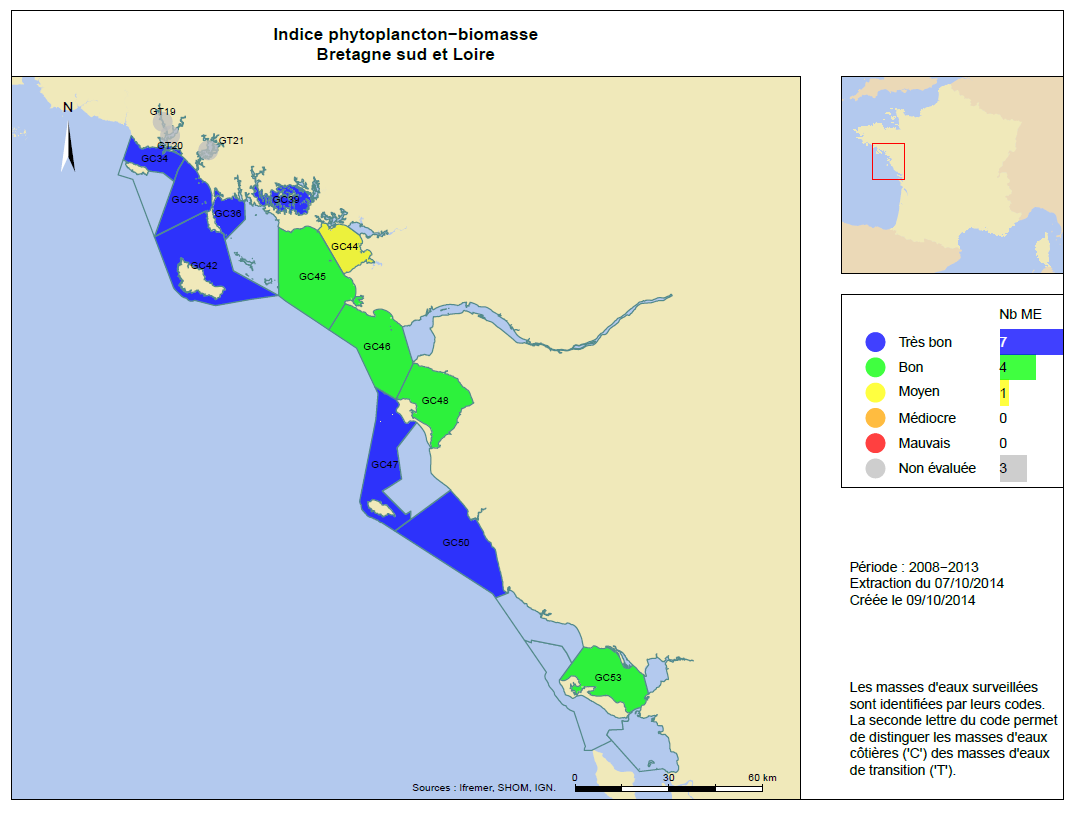 Indice phytoplancton−biomasse
Bretagne sud et Loire
N
GT19
GT20
GT21
GC34
GC35
GC36
GC39
GC42
GC44
GC45
GC46
GC48
GC47
GC50
GC53
0 30 60 km
Sources : Ifremer, SHOM, IGN.
Nb ME
Très bon 7
Bon 4
Moyen 1
Médiocre 0
Mauvais 0
Non évaluée 3
Période : 2008−2013
Extraction du 07/10/2014
Créée le 09/10/2014
Les masses d'eaux surveillées
sont identifiées par leurs codes.
La seconde lettre du code permet
de distinguer les masses d'eaux
côtières ('C') des masses d'eaux
de transition ('T').